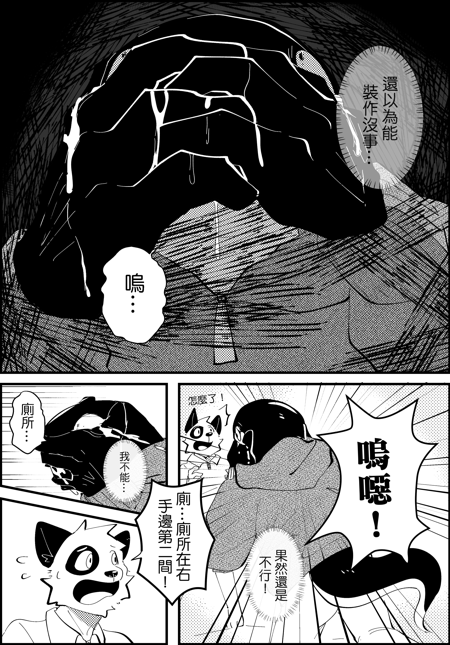 還以為能
裝作沒事…
嗚…
嗚噁！
怎麼了！
果然還是
不行！
廁所…
我不能…
廁…廁所在右
手邊第二間！